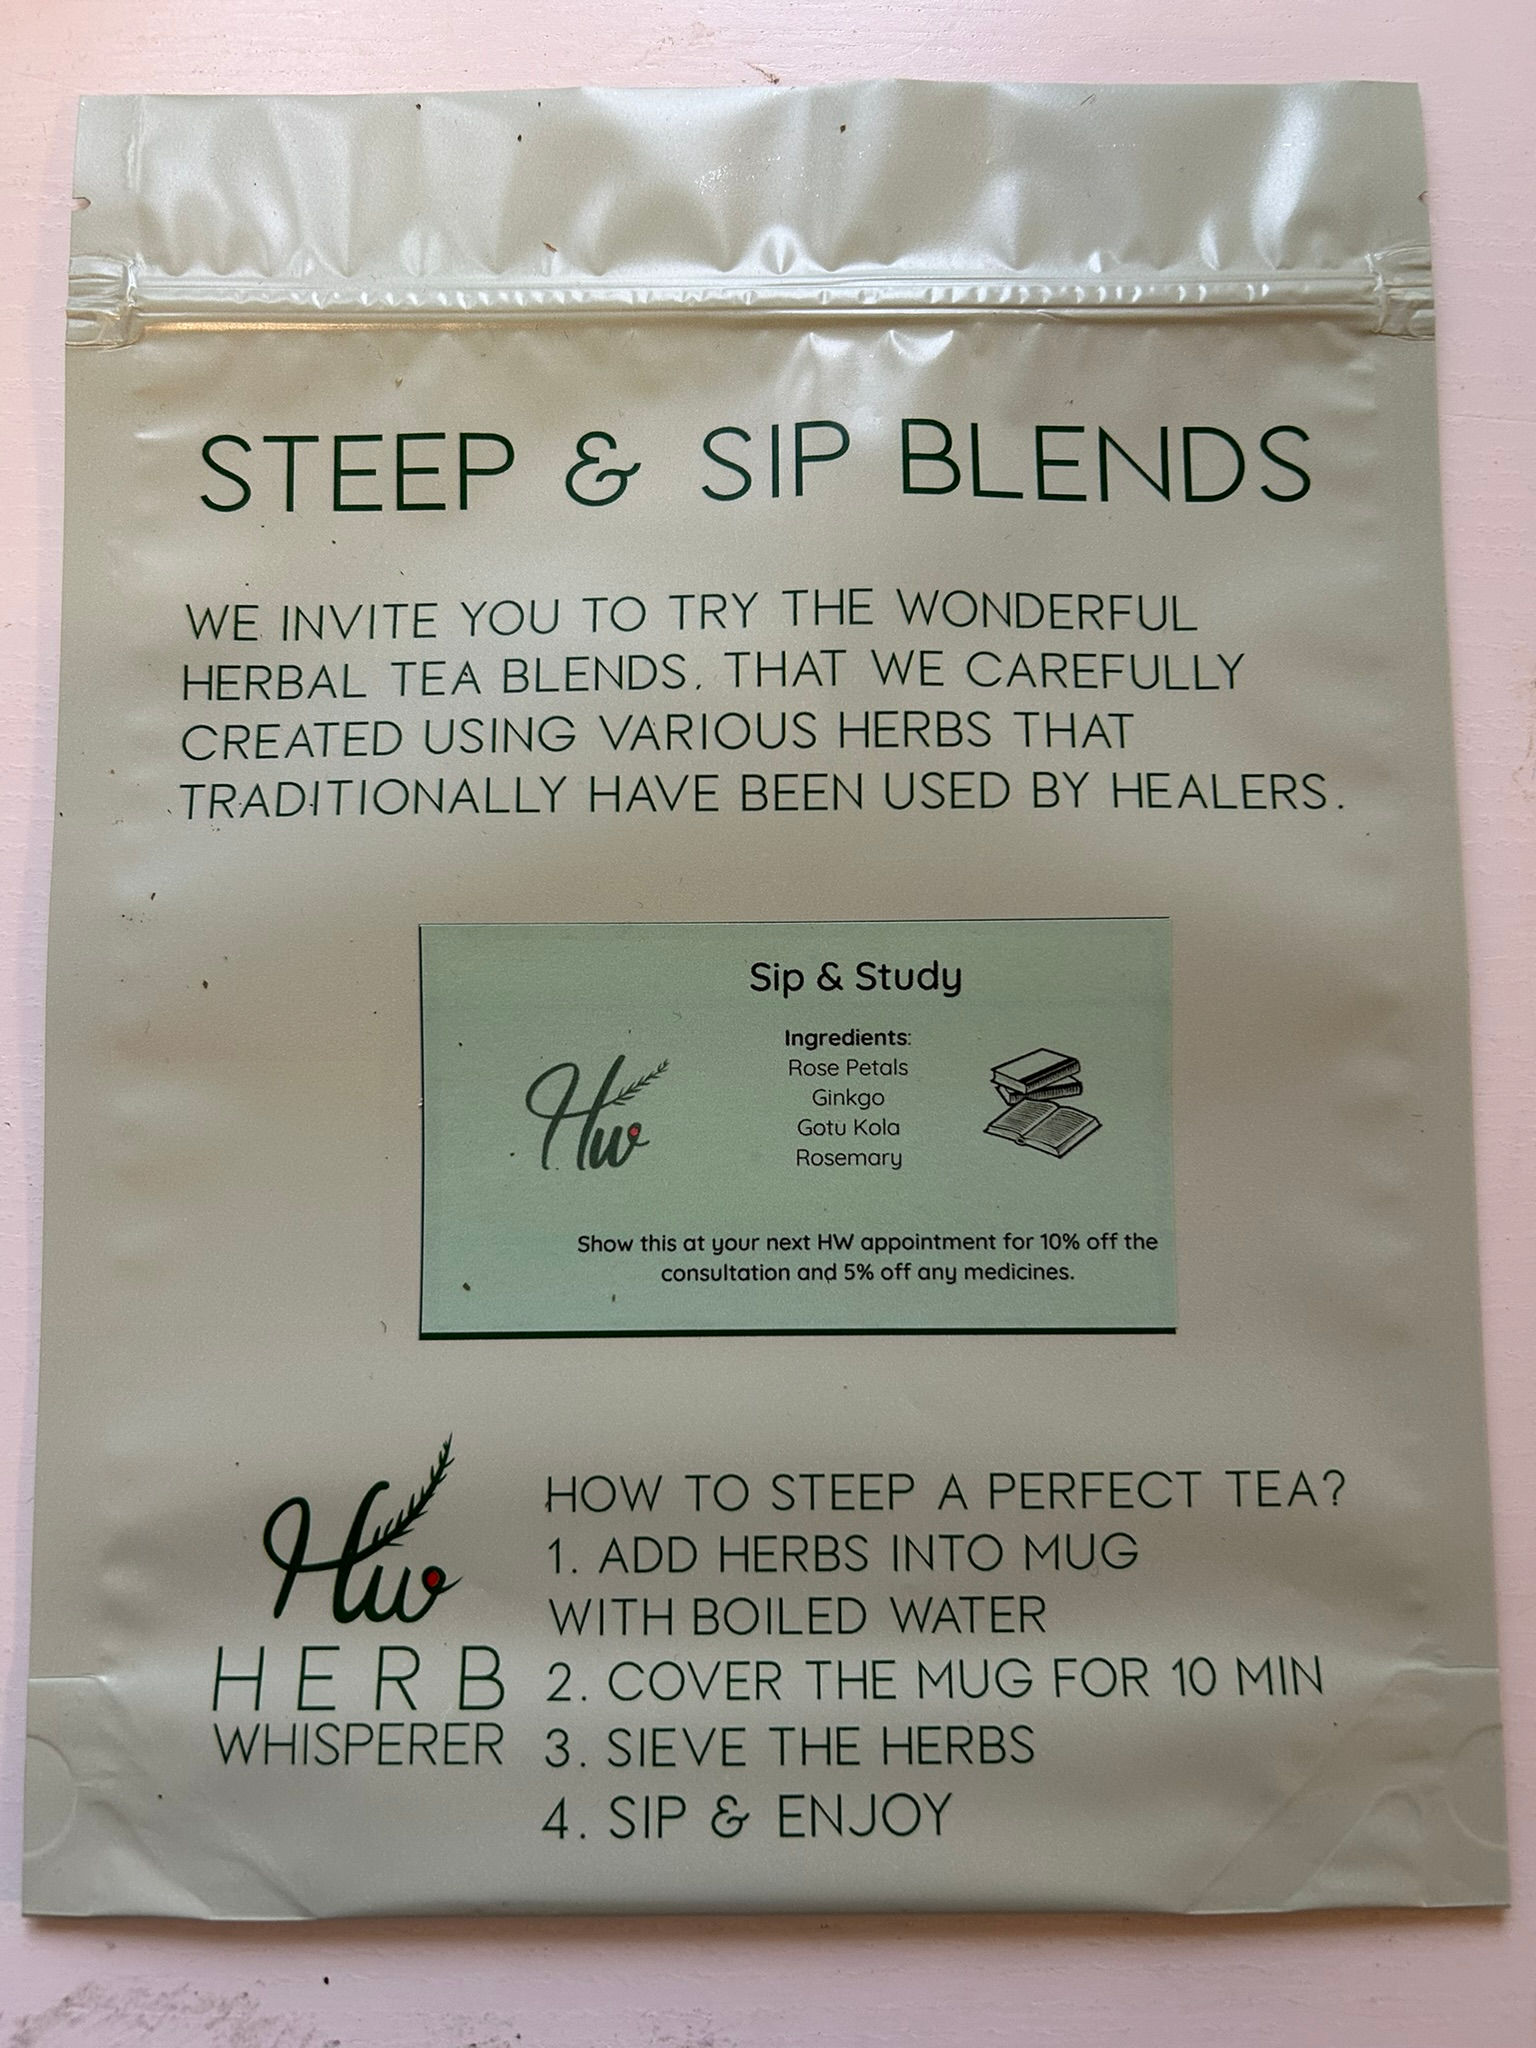 STEEP & SIP BLENDS
WE INVITE YOU TO TRY THE WONDERFUL
HERBAL TEA BLENDS, THAT WE CAREFULLY
CREATED USING VARIOUS HERBS THAT
TRADITIONALLY HAVE BEEN USED BY HEALERS.
Sip & Study
Ingredients:
Rose Petals
Ginkgo
Gotu Kola
Rosemary
Hw
Show this at your next HW appointment for 10% off the
consultation and 5% off any medicines.
Hw
HERB
WHISPERER
HOW TO STEEP A PERFECT TEA?
1. ADD HERBS INTO MUG
WITH BOILED WATER
2. COVER THE MUG FOR 10 MIN
3. SIEVE THE HERBS
4. SIP & ENJOY